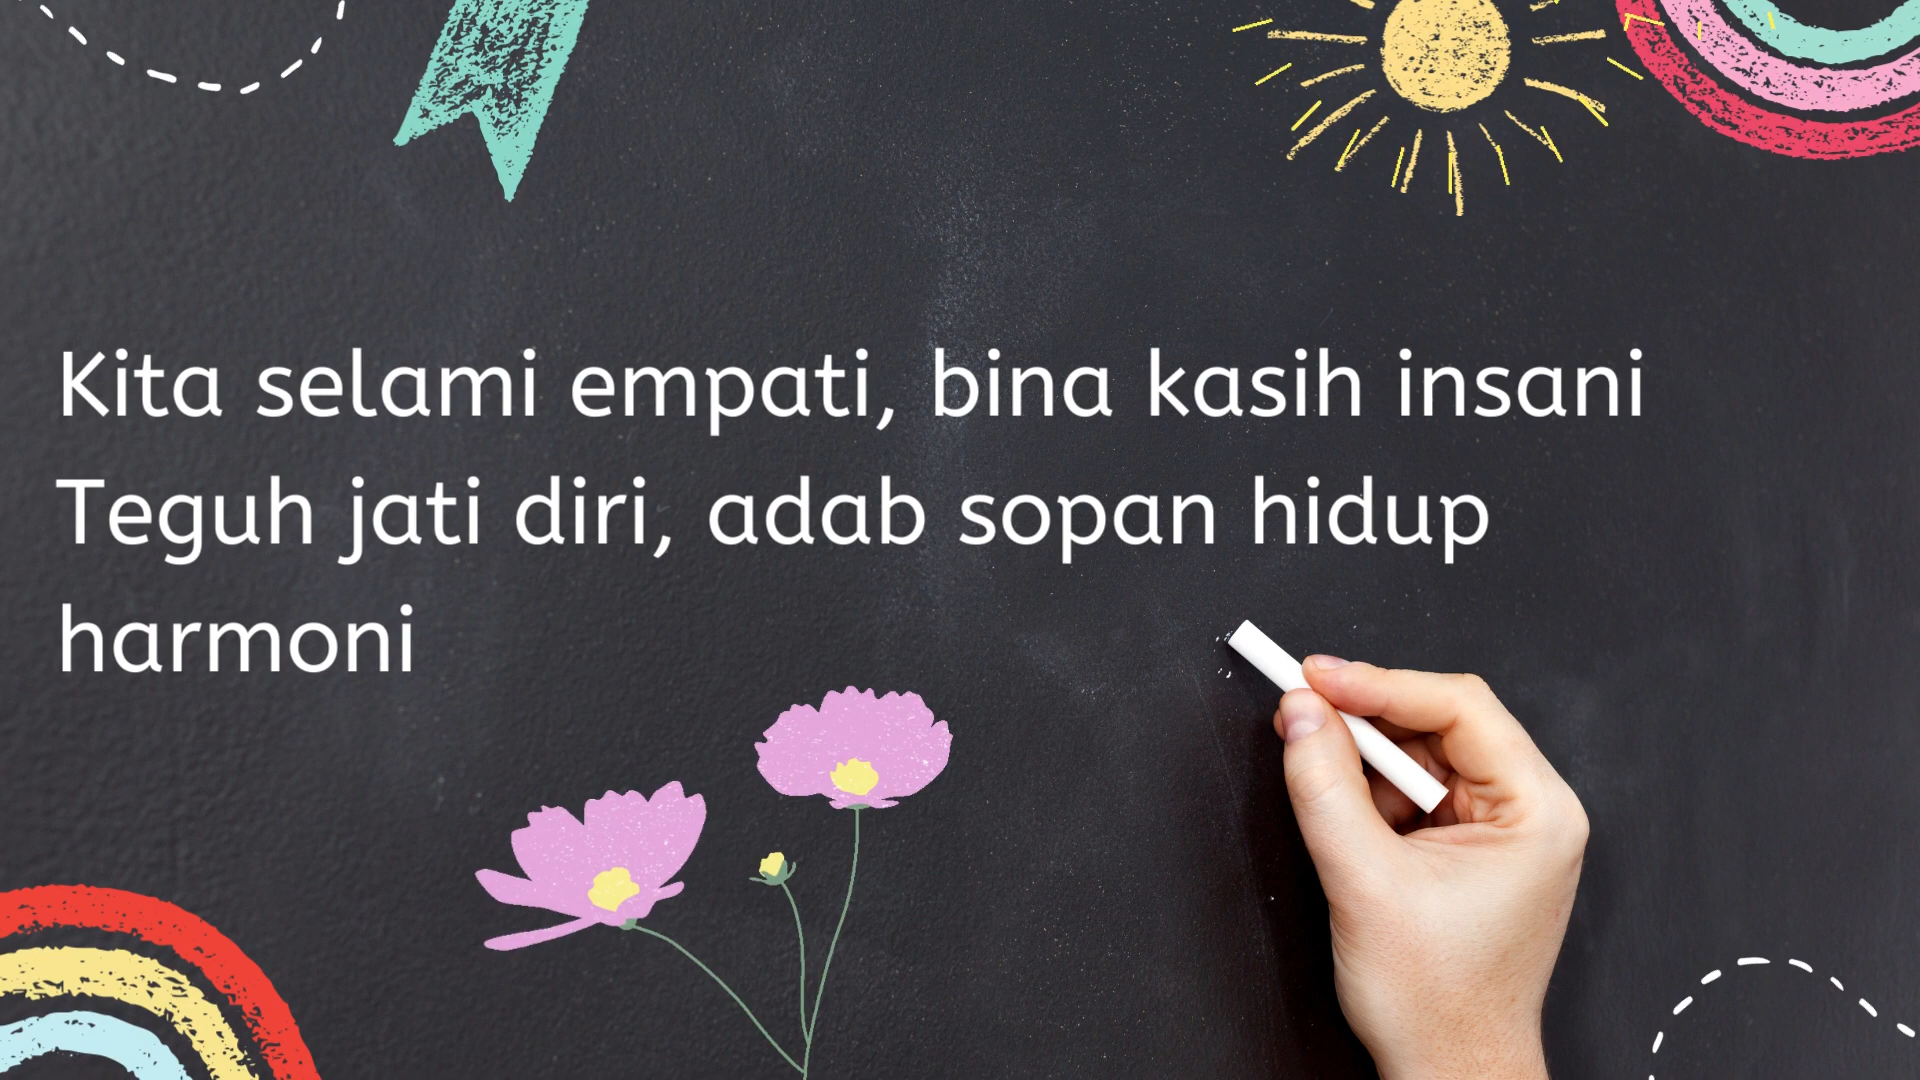 Kita selami empati, bina kasih insani
Teguh jati diri, adab sopan hidup
harmoni